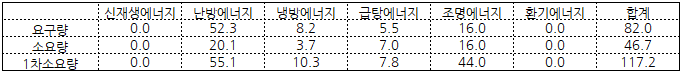 신재생에너지 난방에너지 냉방에너지 급탕에너지 조명에너지 환기에너지 합계
요구량 0.0 52.3 8.2 5.5 16.0 0.0 82.0
소요량 0.0 20.1 3.7 7.0 16.0 0.0 46.7
1차소요량 0.0 55.1 10.3 7.8 44.0 0.0 117.2